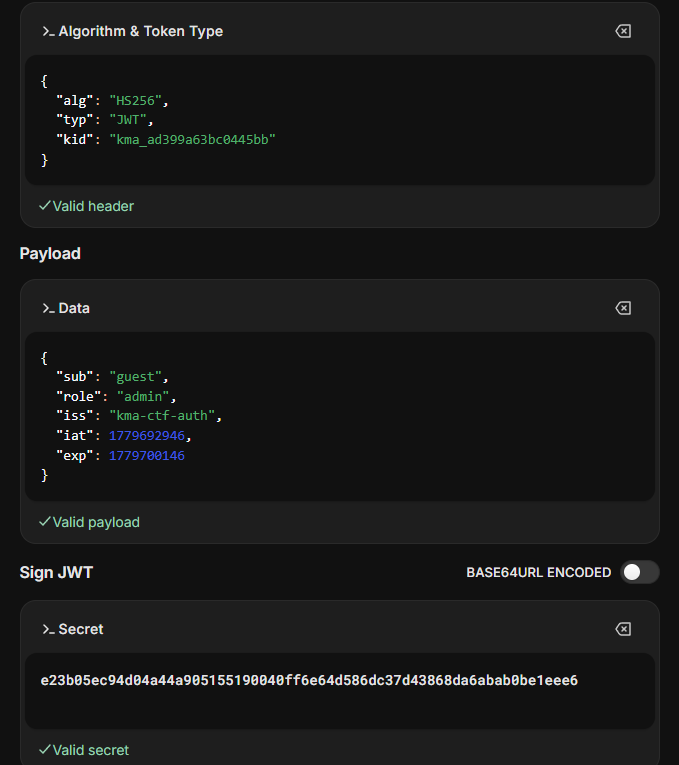 >_ Algorithm & Token Type
{
"alg": "HS256",
"typ": "JWT",
"kid": "kma_ad399a63bc0445bb"
}
✓Valid header
Payload
>_ Data
{
"sub": "guest",
"role": "admin",
"iss": "kma-ctf-auth",
"iat": 1779692946,
"exp": 1779700146
}
✓Valid payload
Sign JWT BASE64URL ENCODED
>_ Secret
e23b05ec94d04a44a905155190040ff6e64d586dc37d43868da6abab0be1eee6
✓Valid secret